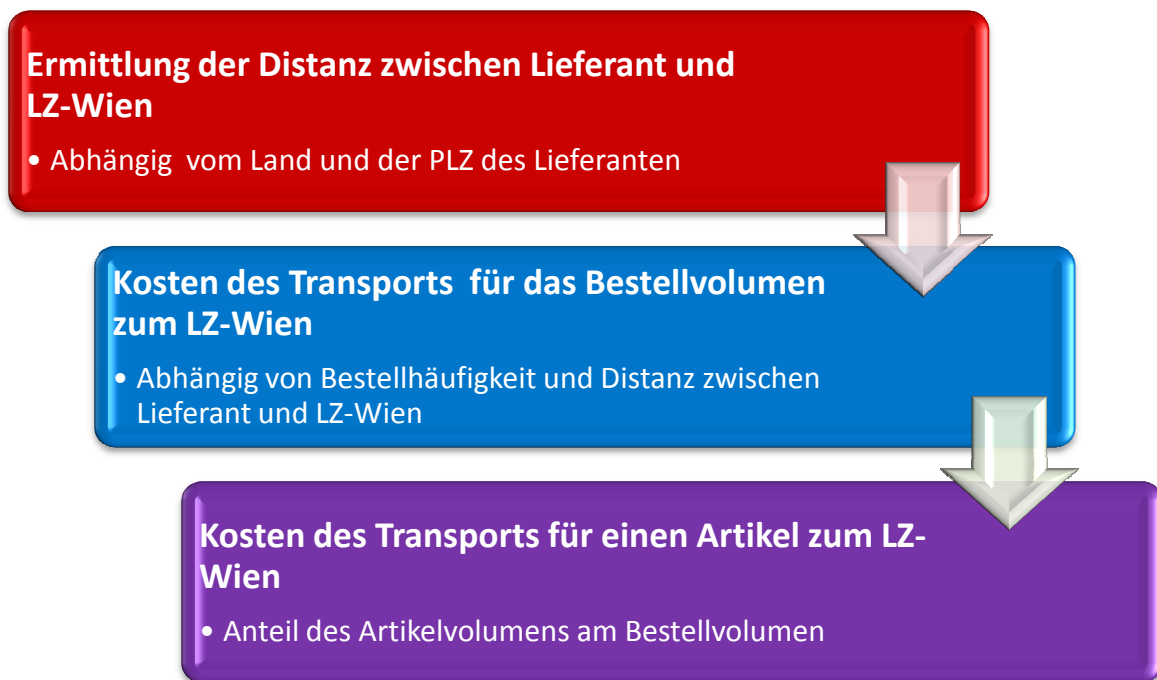 Ermittlung der Distanz zwischen Lieferant und
LZ-Wien
• Abhängig  vom Land und der PLZ des Lieferanten
Kosten des Transports  für das Bestellvolumen
zum LZ-Wien
• Abhängig von Bestellhäufigkeit und Distanz zwischen
Lieferant und LZ-Wien
Kosten des Transports für einen Artikel zum LZ-
Wien
• Anteil des Artikelvolumens am Bestellvolumen